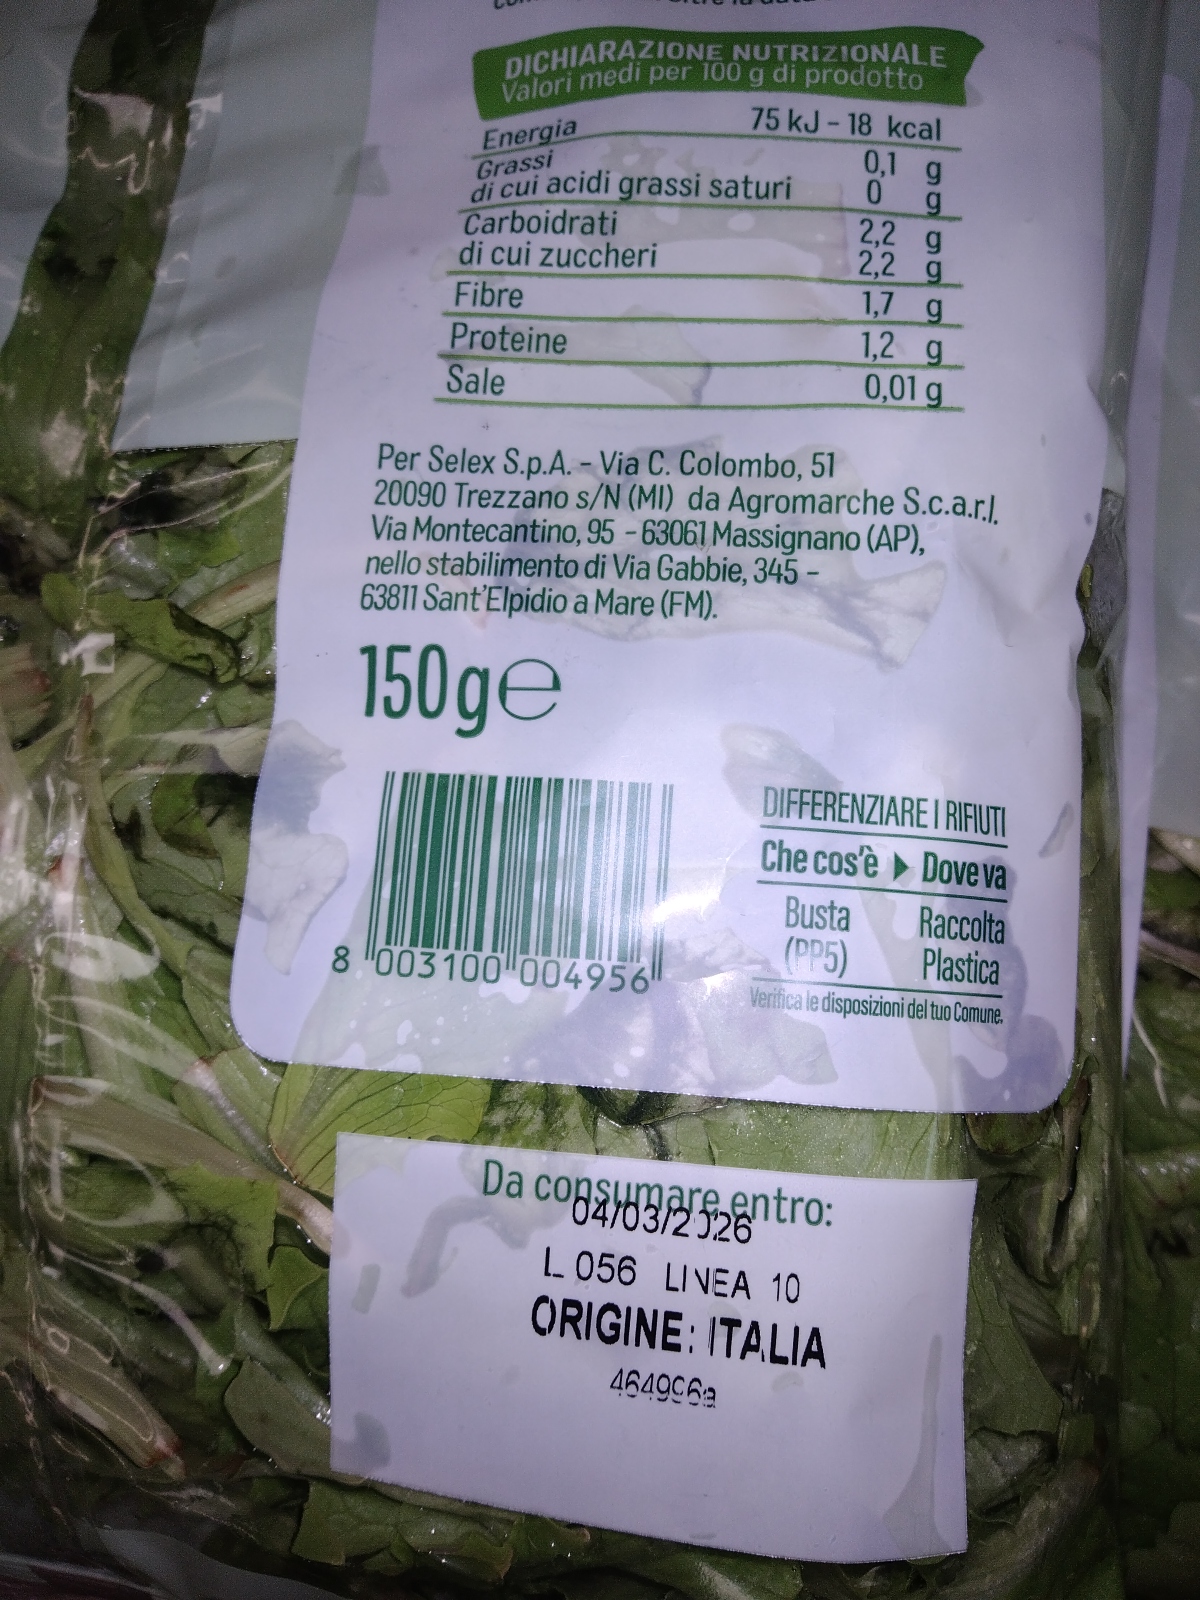 DICHIARAZIONE NUTRIZIONALE
Valori medi per 100 g di prodotto
Energia 75 kJ - 18 kcal
Grassi 0,1 g
di cui acidi grassi saturi 0 g
Carboidrati 2,2 g
di cui zuccheri 2,2 g
Fibre 1,7 g
Proteine 1,2 g
Sale 0,01 g
Per Selex S.p.A. - Via C. Colombo, 51
20090 Trezzano s/N (MI) da Agromarche S.c.a.r.l.
Via Montecantino, 95 - 63061 Massignano (AP),
nello stabilimento di Via Gabbie, 345 -
63811 Sant'Elpidio a Mare (FM).
150 g e
8 003100 004956
DIFFERENZIARE I RIFIUTI
Che cos'è ▶ Dove va
Busta Raccolta
(PP5) Plastica
Verifica le disposizioni del tuo Comune.
Da consumare entro:
04/03/2026
L 056 LINEA 10
ORIGINE: ITALIA